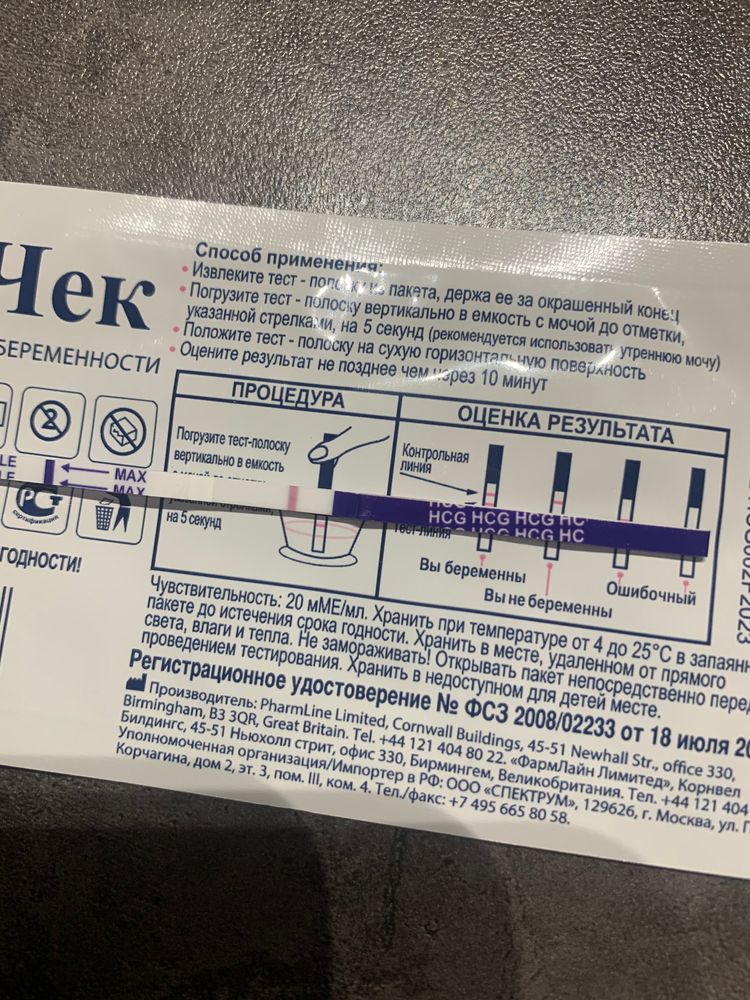 Чек
БЕРЕМЕННОСТИ
Способ применения:
• Извлеките тест - полоску из пакета, держа ее за окрашенный конец
• Погрузите тест - полоску вертикально в емкость с мочой до отметки,
указанной стрелками, на 5 секунд (рекомендуется использовать утреннюю мочу)
• Положите тест - полоску на сухую горизонтальную поверхность
• Оцените результат не позднее чем через 10 минут
ПРОЦЕДУРА
Погрузите тест-полоску
вертикально в емкость
на 5 секунд
ОЦЕНКА РЕЗУЛЬТАТА
Контрольная
линия
Тест-линия
Вы беременны
Вы не беременны
Ошибочный
LE
LE
MAX
MAX
HCG HCG HCG HC
HCG HCG HCG HC
РСТ
сертификация
ГОДНОСТИ!
Чувствительность: 20 мМЕ/мл. Хранить при температуре от 4 до 25°С в запаянн
пакете до истечения срока годности. Хранить в месте, удаленном от прямого
света, влаги и тепла. Не замораживать! Открывать пакет непосредственно пере
проведением тестирования. Хранить в недоступном для детей месте.
Регистрационное удостоверение № ФСЗ 2008/02233 от 18 июля 20
Производитель: PharmLine Limited, Cornwall Buildings, 45-51 Newhall Str., office 330,
Birmingham, B3 3QR, Great Britain. Tel. +44 121 404 80 22. «ФармЛайн Лимитед», Корнвел
Билдингс, 45-51 Ньюхолл стрит, офис 330, Бирмингем, Великобритания. Тел. +44 121 404
Уполномоченная организация/Импортер в РФ: ООО «СПЕКТРУМ», 129626, г. Москва, ул. П
Корчагина, дом 2, эт. 3, пом. III, ком. 4. Тел./факс: +7 495 665 80 58.